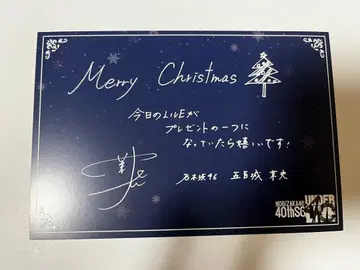 Merry Christmas
今日のLIVEが
プレゼントの一つに
なっていたら嬉しいです!
乃木坂46 五百城 茉央
NOGIZAKA46
40thSG
UNDER
LIVE